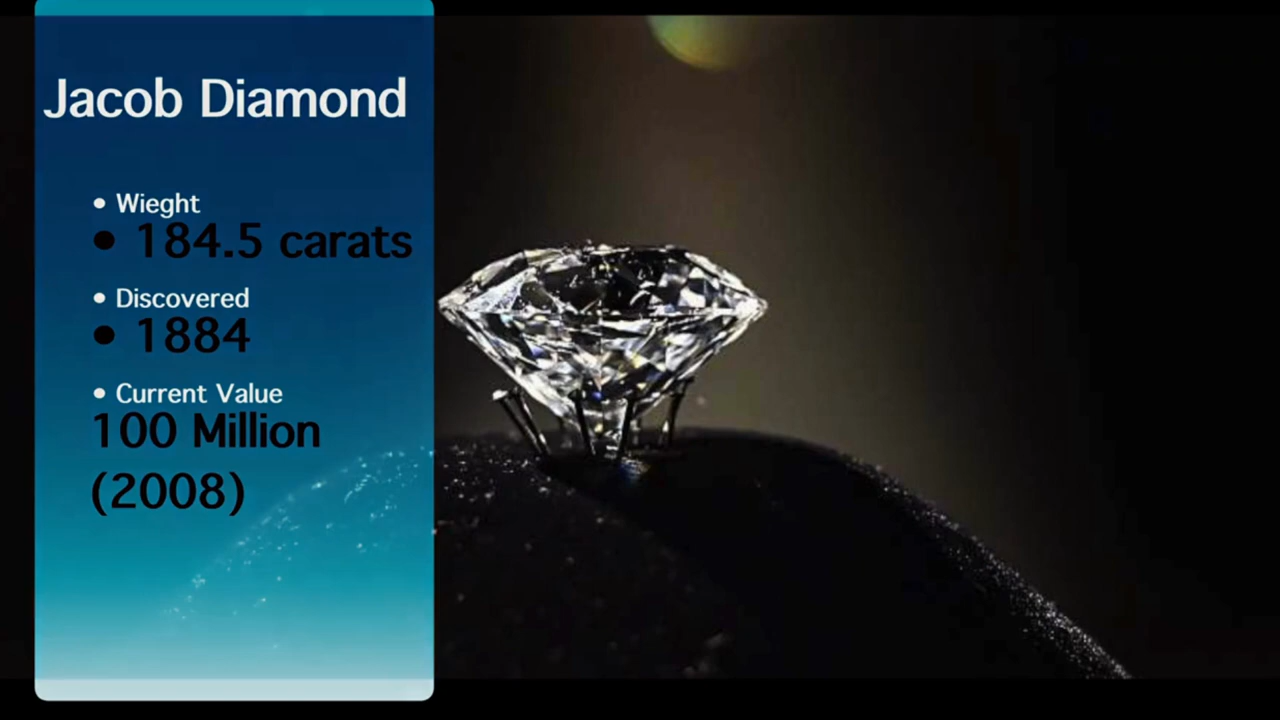 Jacob Diamond
• Wieght
• 184.5 carats
• Discovered
• 1884
• Current Value
100 Million
(2008)